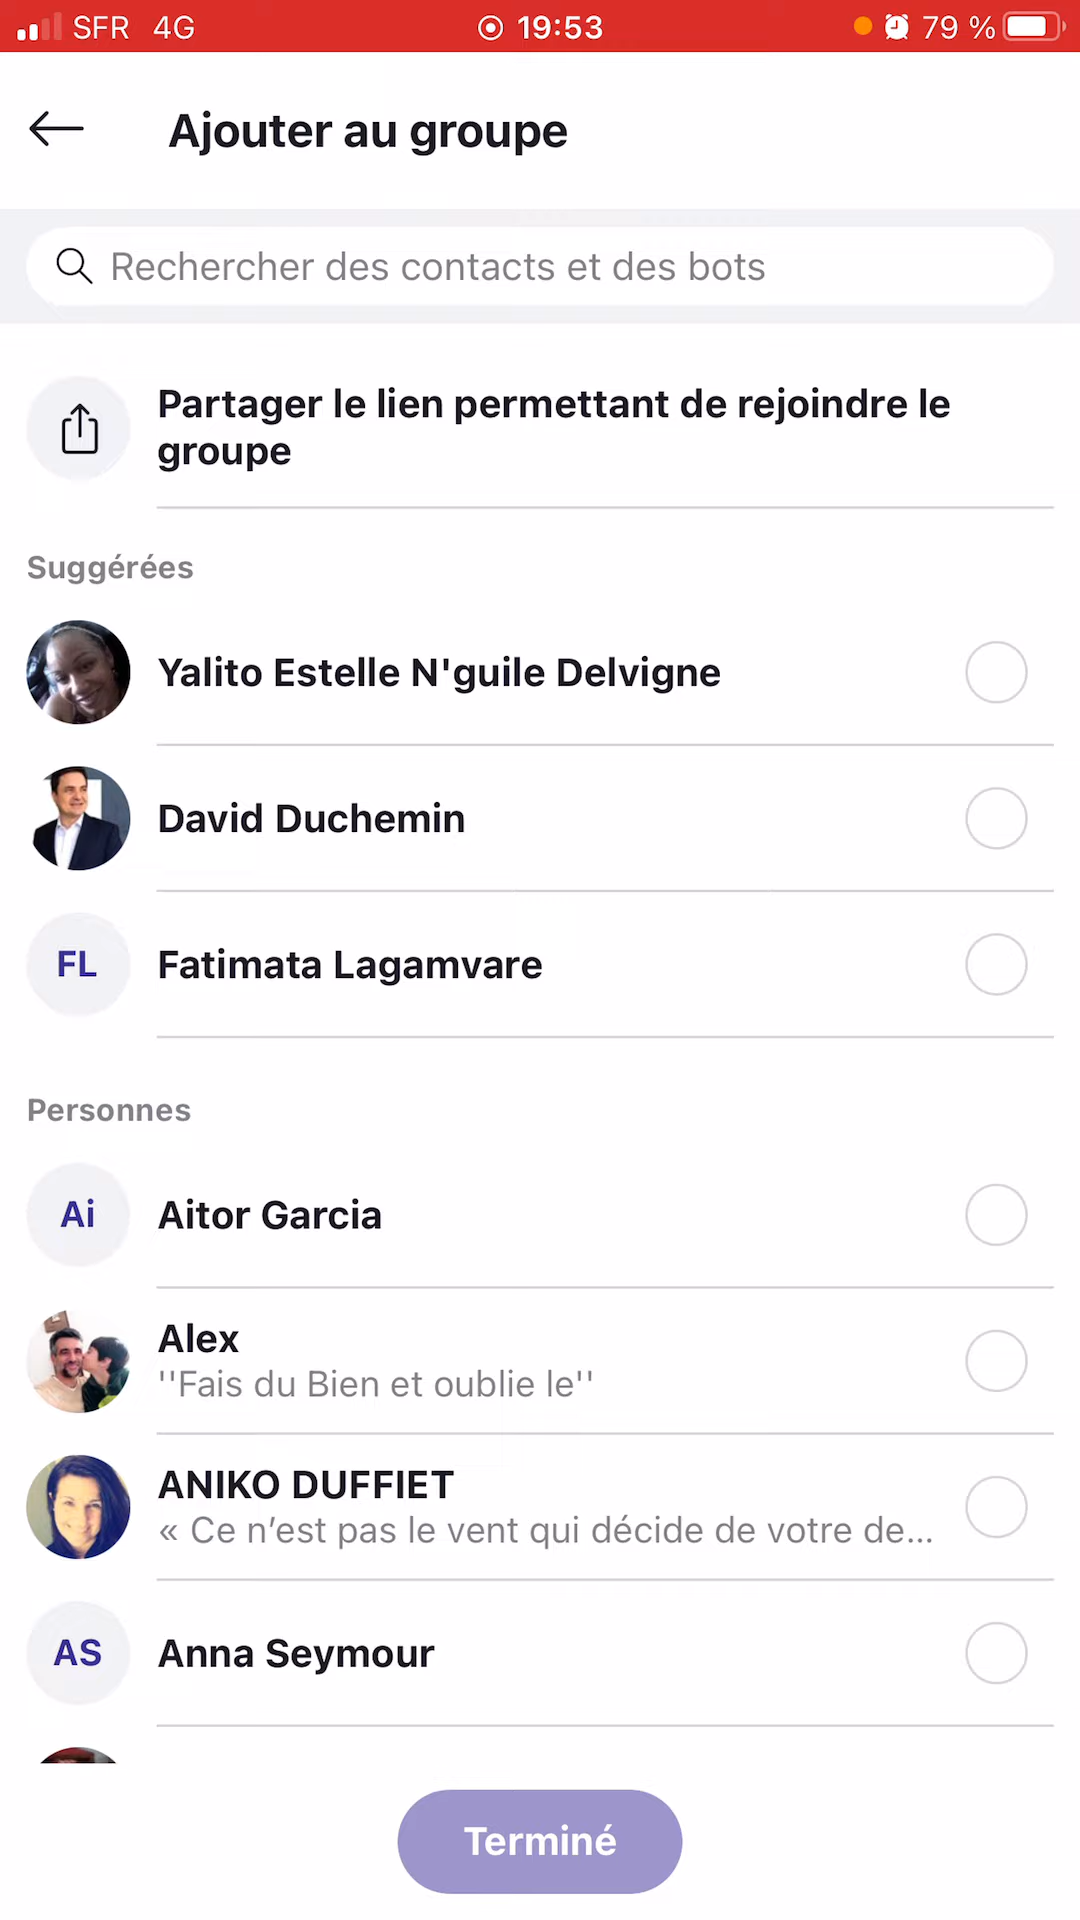 SFR 4G 19:53 79 %
Ajouter au groupe
Rechercher des contacts et des bots
Partager le lien permettant de rejoindre le
groupe
Suggérées
Yalito Estelle N'guile Delvigne
David Duchemin
FL Fatimata Lagamvare
Personnes
Ai Aitor Garcia
Alex
''Fais du Bien et oublie le''
ANIKO DUFFIET
« Ce n’est pas le vent qui décide de votre de...
AS Anna Seymour
Terminé